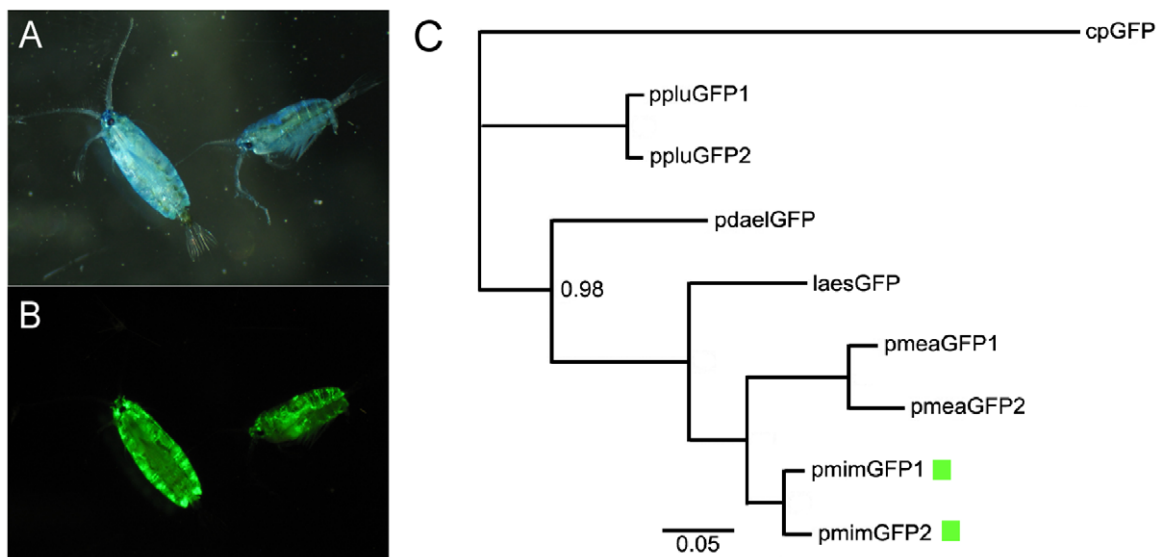 A
B
C
cpGFP
ppluGFP1
ppluGFP2
pdaelGFP
0.98
laesGFP
pmeaGFP1
pmeaGFP2
pmimGFP1
pmimGFP2
0.05